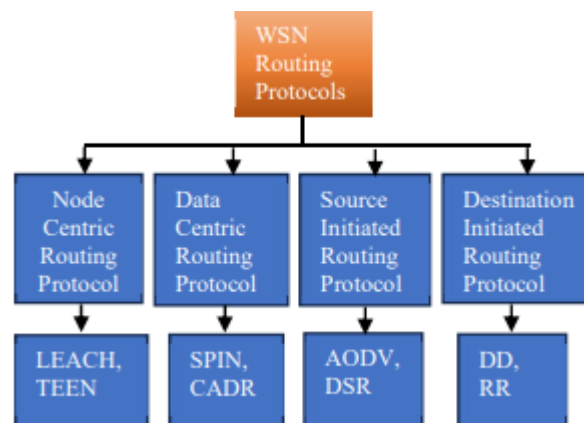 WSN
Routing
Protocols
Node
Centric
Routing
Protocol
Data
Centric
Routing
Protocol
Source
Initiated
Routing
Protocol
Destination
Initiated
Routing
Protocol
LEACH,
TEEN
SPIN,
CADR
AODV,
DSR
DD,
RR